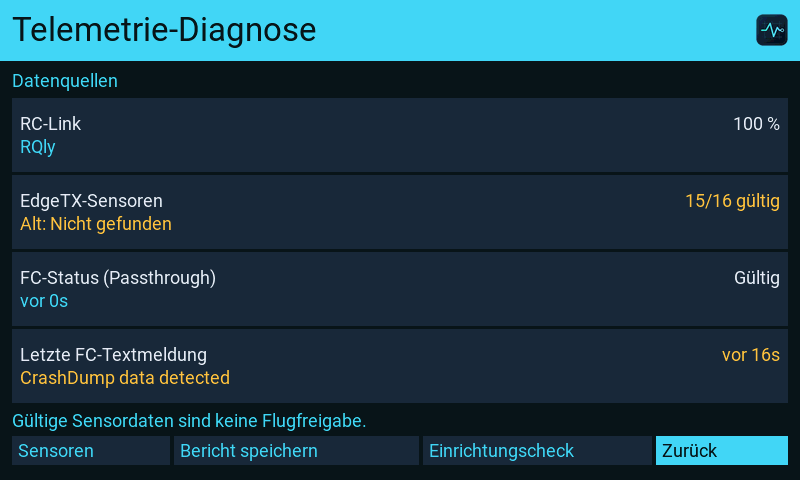 Telemetrie-Diagnose
Datenquellen
RC-Link 100 %
RQly
EdgeTX-Sensoren 15/16 gültig
Alt: Nicht gefunden
FC-Status (Passthrough) Gültig
vor 0s
Letzte FC-Textmeldung vor 16s
CrashDump data detected
Gültige Sensordaten sind keine Flugfreigabe.
Sensoren Bericht speichern Einrichtungscheck Zurück